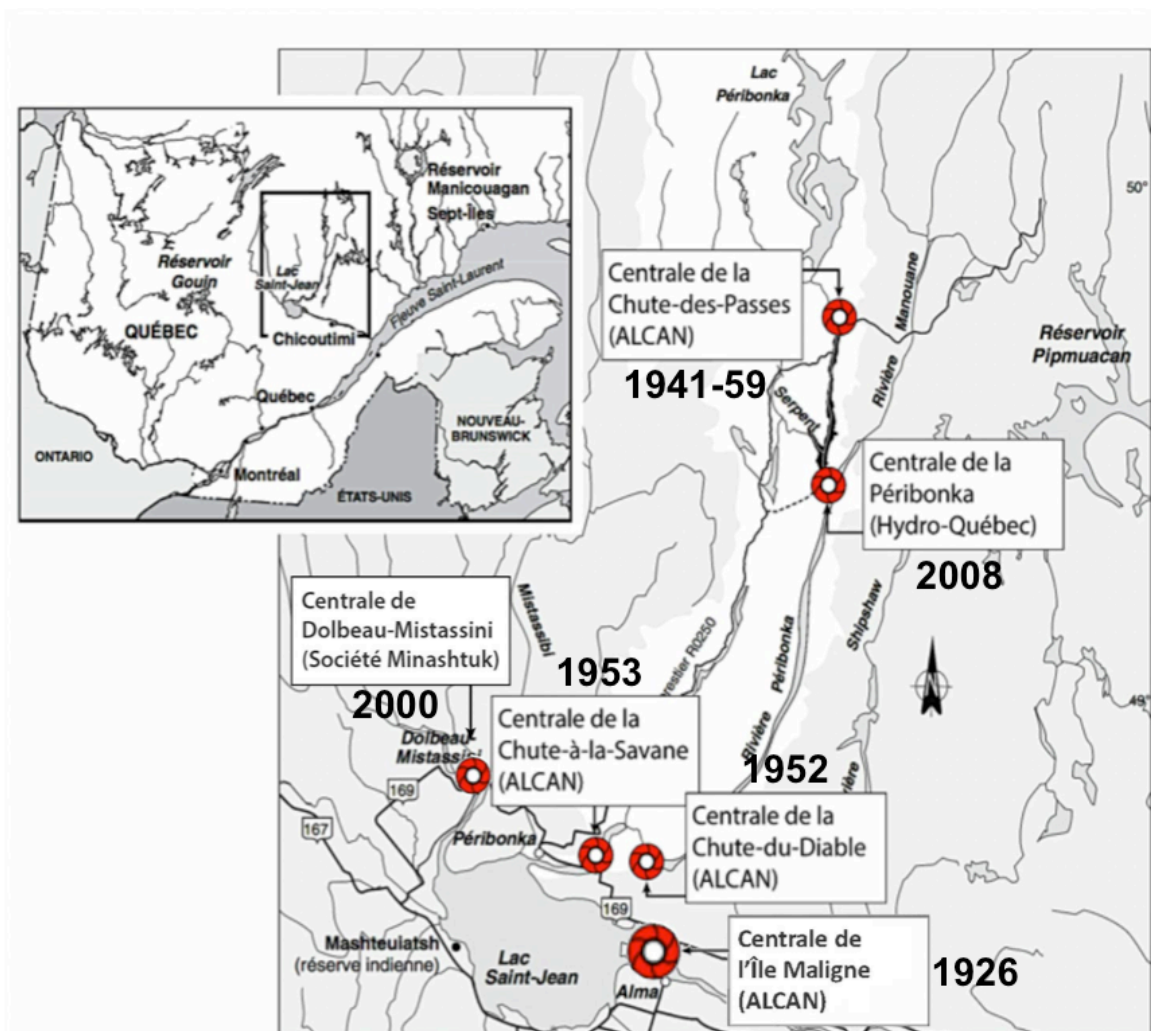 Lac
Péribonka
50°
Réservoir
Manicouagan
Sept-Îles
Réservoir
Gouin
Lac
Saint-Jean
Fleuve Saint-Laurent
QUÉBEC
Chicoutimi
Québec
NOUVEAU-
BRUNSWICK
ONTARIO
Montréal
ÉTATS-UNIS
Centrale de la
Chute-des-Passes
(ALCAN)
1941-59
Manouane
Rivière
Réservoir
Pipmuacan
Serpent
Centrale de la
Péribonka
(Hydro-Québec)
2008
Centrale de
Dolbeau-Mistassini
(Société Minashtuk)
2000
Mistassibi
Shipshaw
1953
restier R0250
Péribonka
Rivière
49°
Centrale de la
Chute-à-la-Savane
(ALCAN)
Dolbeau
Mistassi
1952
vière
169
167
Péribonka
Centrale de la
Chute-du-Diable
(ALCAN)
169
Mashteuiatsh
(réserve indienne)
Lac
Saint-Jean
Alma
Centrale de
l'Île Maligne
(ALCAN)
1926